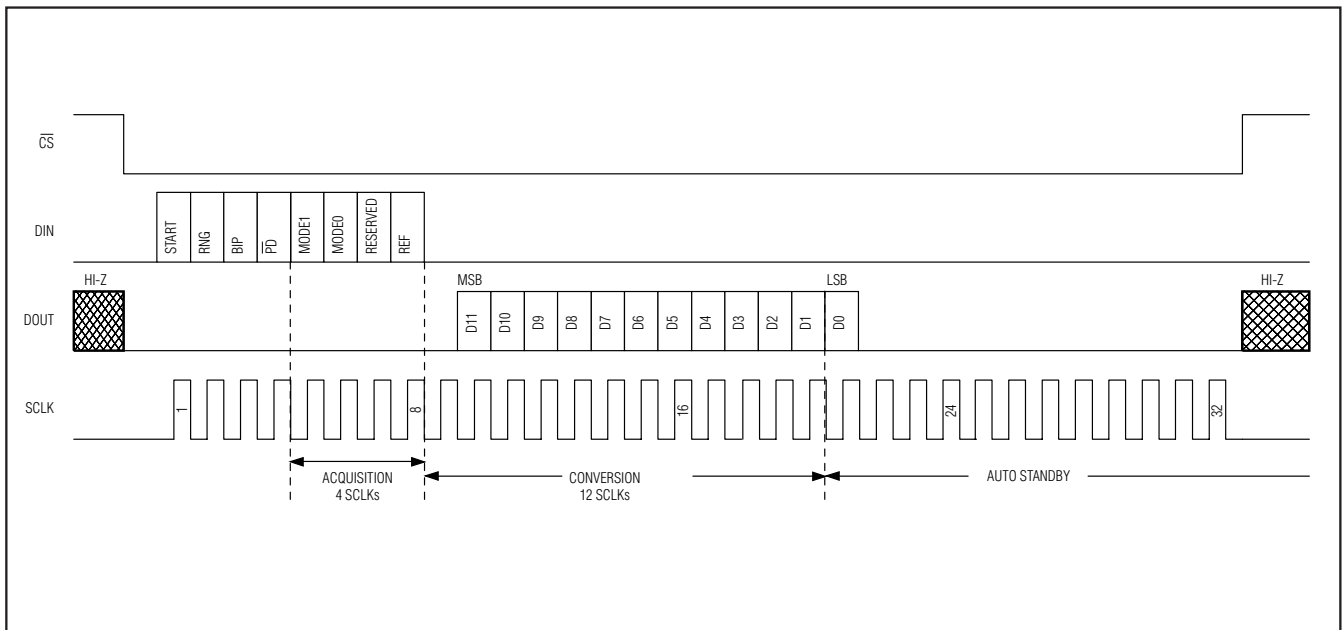 C̅S̅
DIN
START
RNG
BIP
P̅D̅
MODE1
MODE0
RESERVED
REF
HI-Z
MSB
LSB
HI-Z
DOUT
D11
D10
D9
D8
D7
D6
D5
D4
D3
D2
D1
D0
SCLK
1
8
16
24
32
ACQUISITION
4 SCLKs
CONVERSION
12 SCLKs
AUTO STANDBY